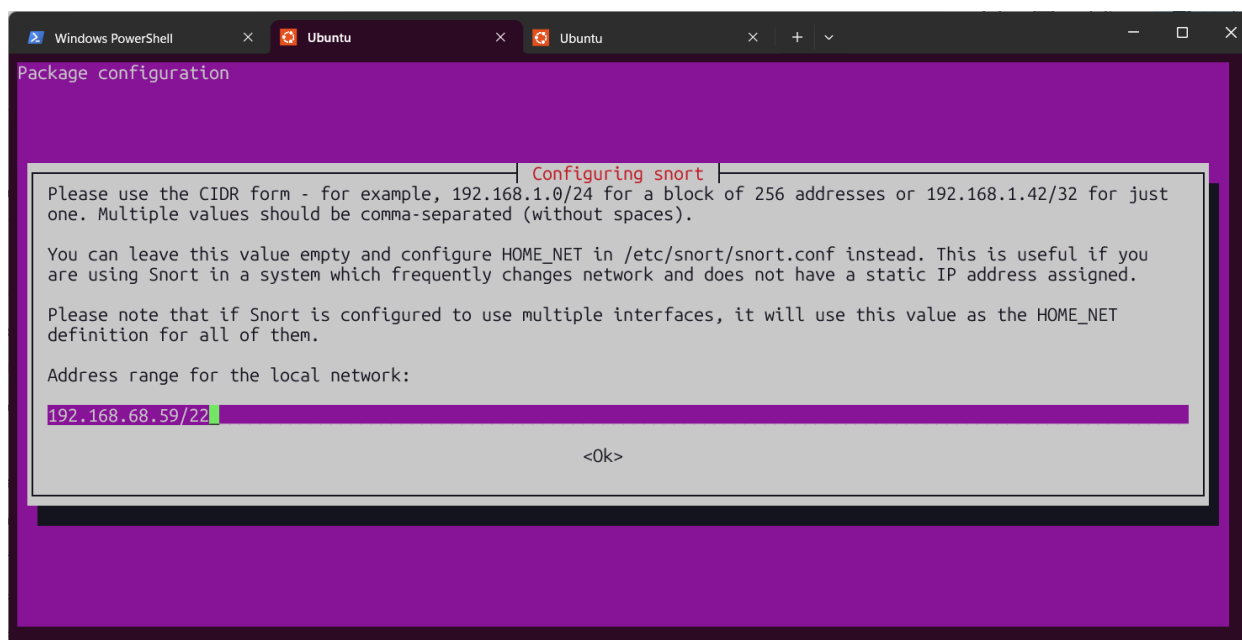 Windows PowerShell
Ubuntu
Ubuntu
Package configuration
Configuring snort
Please use the CIDR form - for example, 192.168.1.0/24 for a block of 256 addresses or 192.168.1.42/32 for just
one. Multiple values should be comma-separated (without spaces).
You can leave this value empty and configure HOME_NET in /etc/snort/snort.conf instead. This is useful if you
are using Snort in a system which frequently changes network and does not have a static IP address assigned.
Please note that if Snort is configured to use multiple interfaces, it will use this value as the HOME_NET
definition for all of them.
Address range for the local network:
192.168.68.59/22
<Ok>